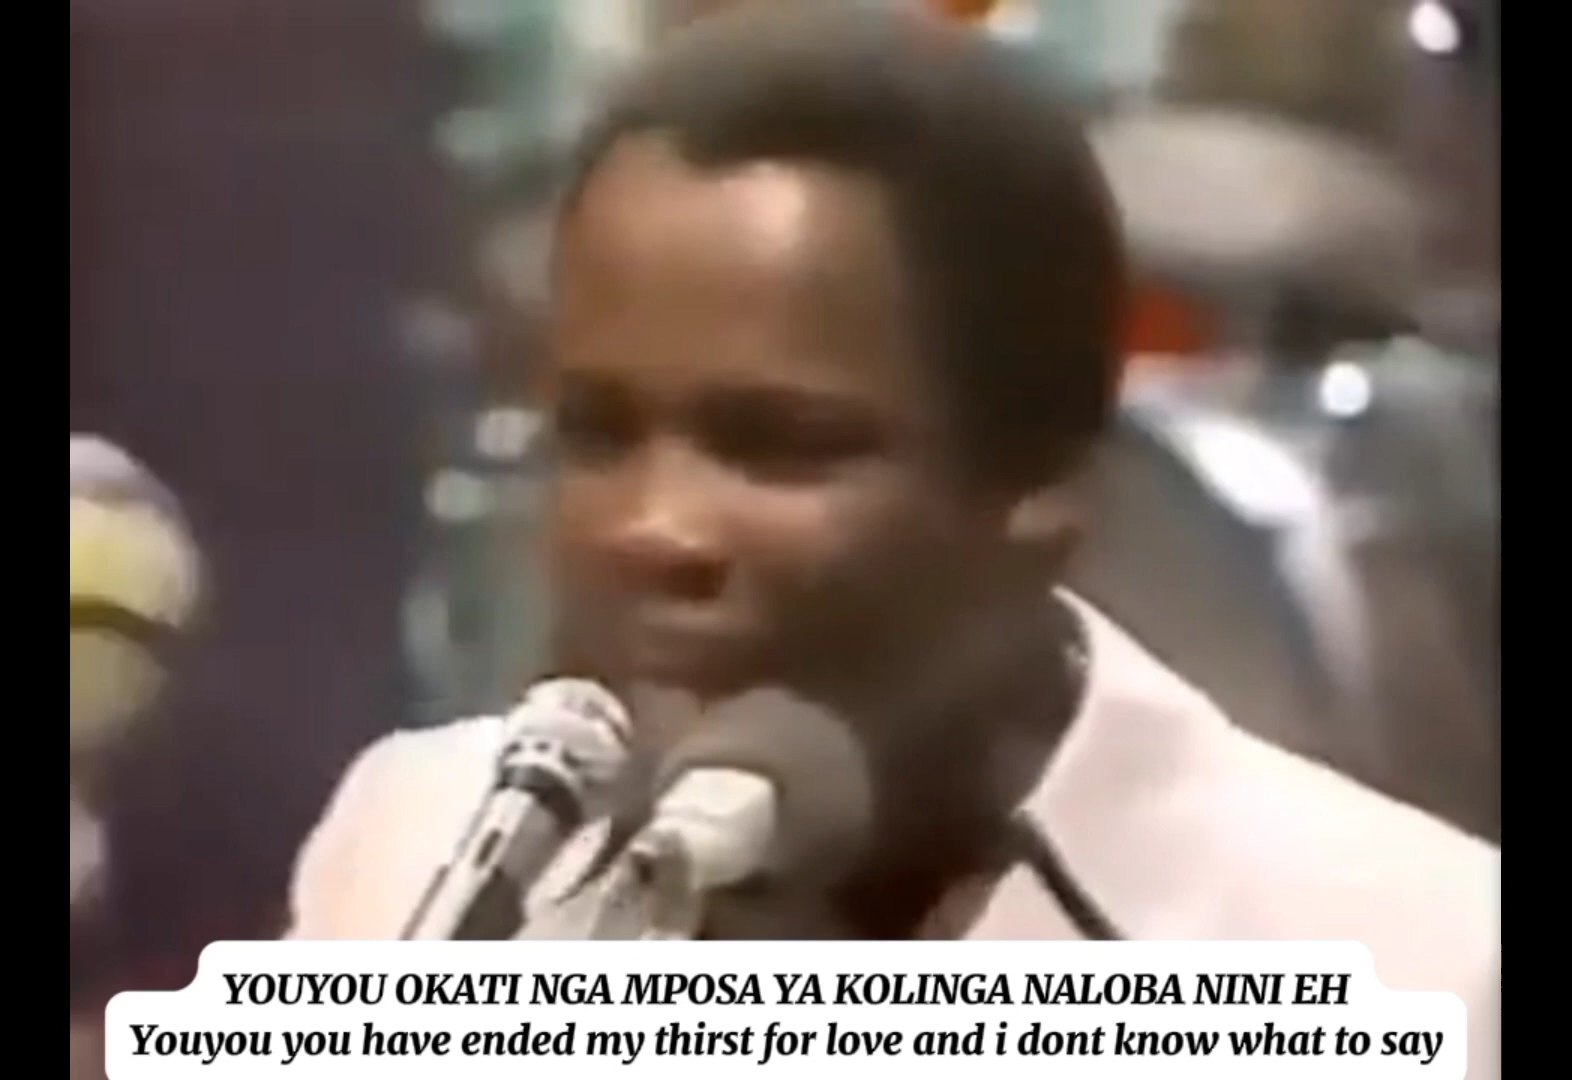 YOUYOU OKATI NGA MPOSA YA KOLINGA NALOBA NINI EH
Youyou you have ended my thirst for love and i dont know what to say